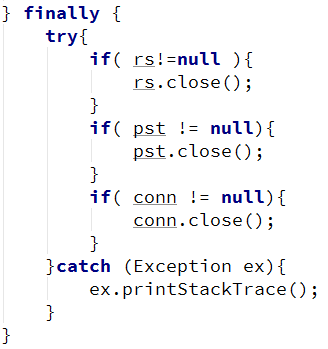 } finally {
    try{
        if( rs!=null ){
            rs.close();
        }
        if( pst != null){
            pst.close();
        }
        if( conn != null){
            conn.close();
        }
    }catch (Exception ex){
        ex.printStackTrace();
    }
}